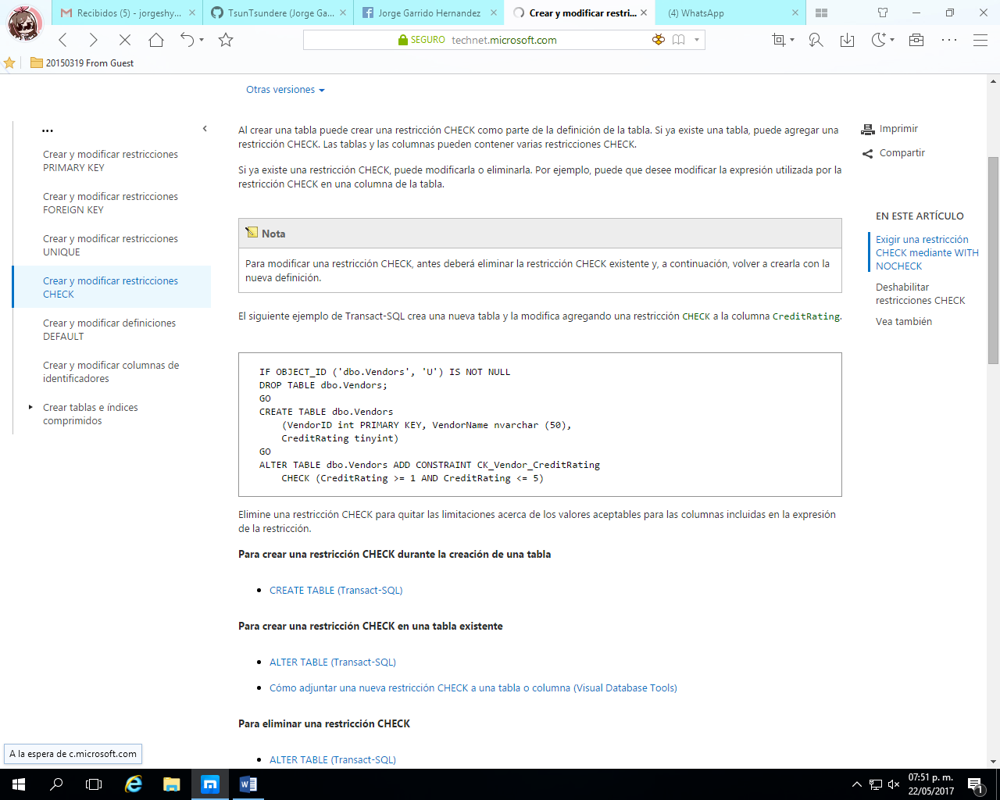 Recibidos (5) - jorgeshy...
TsunTsundere (Jorge Ga...
Jorge Garrido Hernandez
Crear y modificar restri...
(4) WhatsApp
SEGURO technet.microsoft.com
20150319 From Guest
Otras versiones
...
Crear y modificar restricciones
PRIMARY KEY
Crear y modificar restricciones
FOREIGN KEY
Crear y modificar restricciones
UNIQUE
Crear y modificar restricciones
CHECK
Crear y modificar definiciones
DEFAULT
Crear y modificar columnas de
identificadores
Crear tablas e índices
comprimidos
Al crear una tabla puede crear una restricción CHECK como parte de la definición de la tabla. Si ya existe una tabla, puede agregar una
restricción CHECK. Las tablas y las columnas pueden contener varias restricciones CHECK.
Si ya existe una restricción CHECK, puede modificarla o eliminarla. Por ejemplo, puede que desee modificar la expresión utilizada por la
restricción CHECK en una columna de la tabla.
Nota
Para modificar una restricción CHECK, antes deberá eliminar la restricción CHECK existente y, a continuación, volver a crearla con la
nueva definición.
El siguiente ejemplo de Transact-SQL crea una nueva tabla y la modifica agregando una restricción CHECK a la columna CreditRating.
IF OBJECT_ID ('dbo.Vendors', 'U') IS NOT NULL
DROP TABLE dbo.Vendors;
GO
CREATE TABLE dbo.Vendors
(VendorID int PRIMARY KEY, VendorName nvarchar (50),
CreditRating tinyint)
GO
ALTER TABLE dbo.Vendors ADD CONSTRAINT CK_Vendor_CreditRating
CHECK (CreditRating >= 1 AND CreditRating <= 5)
Elimine una restricción CHECK para quitar las limitaciones acerca de los valores aceptables para las columnas incluidas en la expresión
de la restricción.
Para crear una restricción CHECK durante la creación de una tabla
CREATE TABLE (Transact-SQL)
Para crear una restricción CHECK en una tabla existente
ALTER TABLE (Transact-SQL)
Cómo adjuntar una nueva restricción CHECK a una tabla o columna (Visual Database Tools)
Para eliminar una restricción CHECK
ALTER TABLE (Transact-SQL)
Imprimir
Compartir
EN ESTE ARTÍCULO
Exigir una restricción
CHECK mediante WITH
NOCHECK
Deshabilitar
restricciones CHECK
Vea también
A la espera de c.microsoft.com
07:51 p. m.
22/05/2017
1